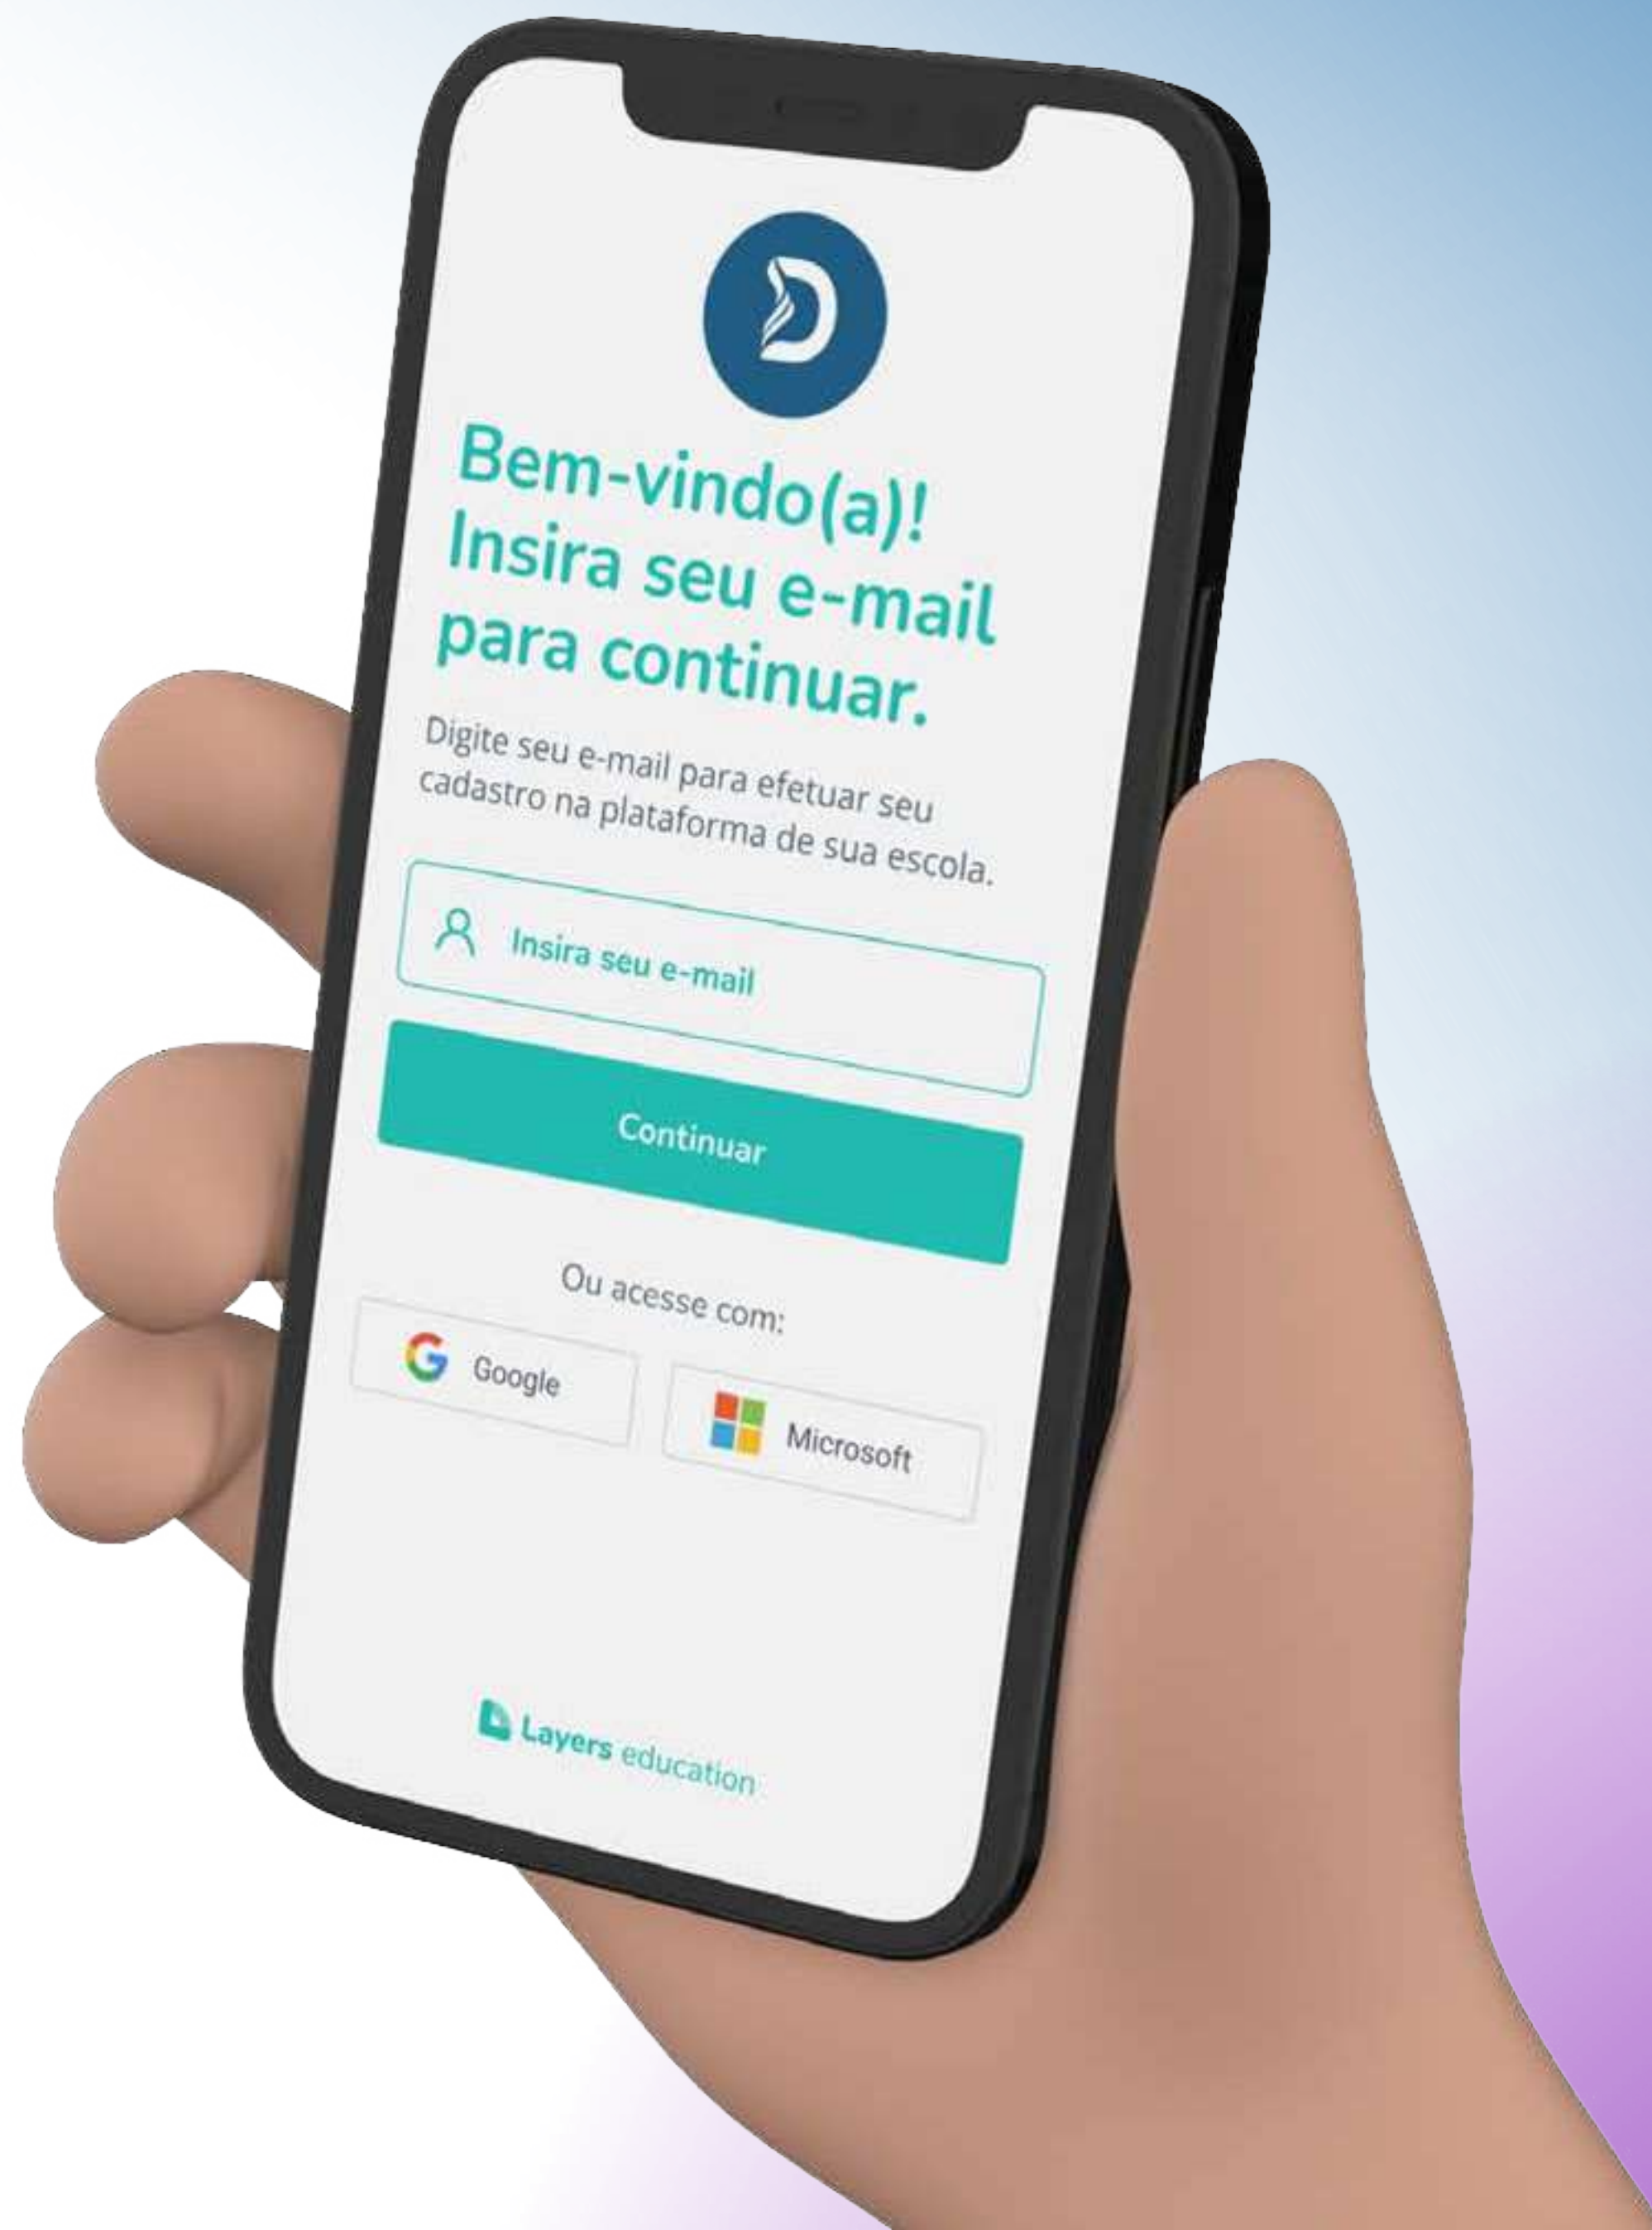 D
Bem-vindo(a)!
Insira seu e-mail
para continuar.
Digite seu e-mail para efetuar seu
cadastro na plataforma de sua escola.
Insira seu e-mail
Continuar
Ou acesse com:
Google
Microsoft
Layers education